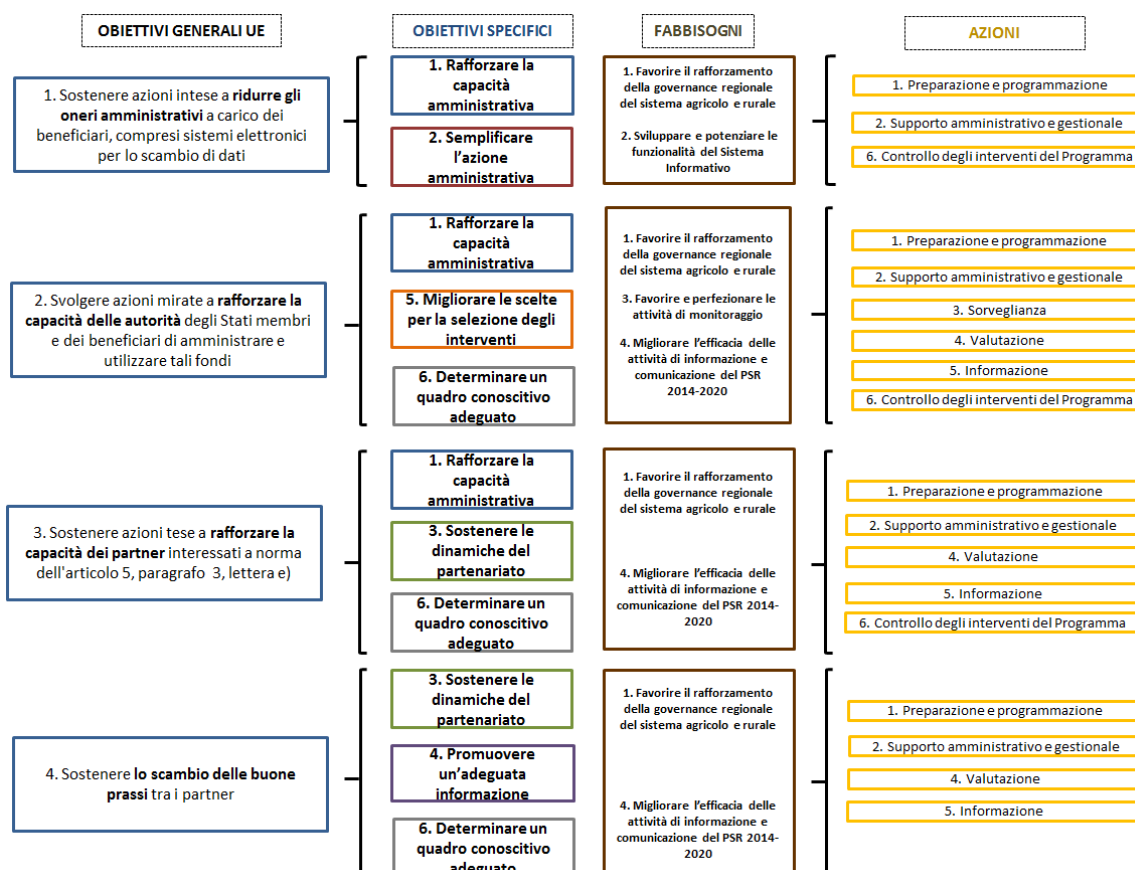 OBIETTIVI GENERALI UE
OBIETTIVI SPECIFICI
FABBISOGNI
AZIONI
1. Sostenere azioni intese a ridurre gli
oneri amministrativi a carico dei
beneficiari, compresi sistemi elettronici
per lo scambio di dati
1. Rafforzare la
capacità
amministrativa
2. Semplificare
l'azione
amministrativa
1. Favorire il rafforzamento
della governance regionale
del sistema agricolo e rurale
2. Sviluppare e potenziare le
funzionalità del Sistema
Informativo
1. Preparazione e programmazione
2. Supporto amministrativo e gestionale
6. Controllo degli interventi del Programma
2. Svolgere azioni mirate a rafforzare la
capacità delle autorità degli Stati membri
e dei beneficiari di amministrare e
utilizzare tali fondi
1. Rafforzare la
capacità
amministrativa
5. Migliorare le scelte
per la selezione degli
interventi
6. Determinare un
quadro conoscitivo
adeguato
1. Favorire il rafforzamento
della governance regionale
del sistema agricolo e rurale
3. Favorire e perfezionare le
attività di monitoraggio
4. Migliorare l'efficacia delle
attività di informazione e
comunicazione del PSR
2014-2020
1. Preparazione e programmazione
2. Supporto amministrativo e gestionale
3. Sorveglianza
4. Valutazione
5. Informazione
6. Controllo degli interventi del Programma
3. Sostenere azioni tese a rafforzare la
capacità dei partner interessati a norma
dell'articolo 5, paragrafo 3, lettera e)
1. Rafforzare la
capacità
amministrativa
3. Sostenere le
dinamiche del
partenariato
6. Determinare un
quadro conoscitivo
adeguato
1. Favorire il rafforzamento
della governance regionale
del sistema agricolo e rurale
4. Migliorare l'efficacia delle
attività di informazione e
comunicazione del PSR 2014-
2020
1. Preparazione e programmazione
2. Supporto amministrativo e gestionale
4. Valutazione
5. Informazione
6. Controllo degli interventi del Programma
4. Sostenere lo scambio delle buone
prassi tra i partner
3. Sostenere le
dinamiche del
partenariato
4. Promuovere
un'adeguata
informazione
6. Determinare un
quadro conoscitivo
adeguato
1. Favorire il rafforzamento
della governance regionale
del sistema agricolo e rurale
4. Migliorare l'efficacia delle
attività di informazione e
comunicazione del PSR 2014-
2020
1. Preparazione e programmazione
2. Supporto amministrativo e gestionale
4. Valutazione
5. Informazione